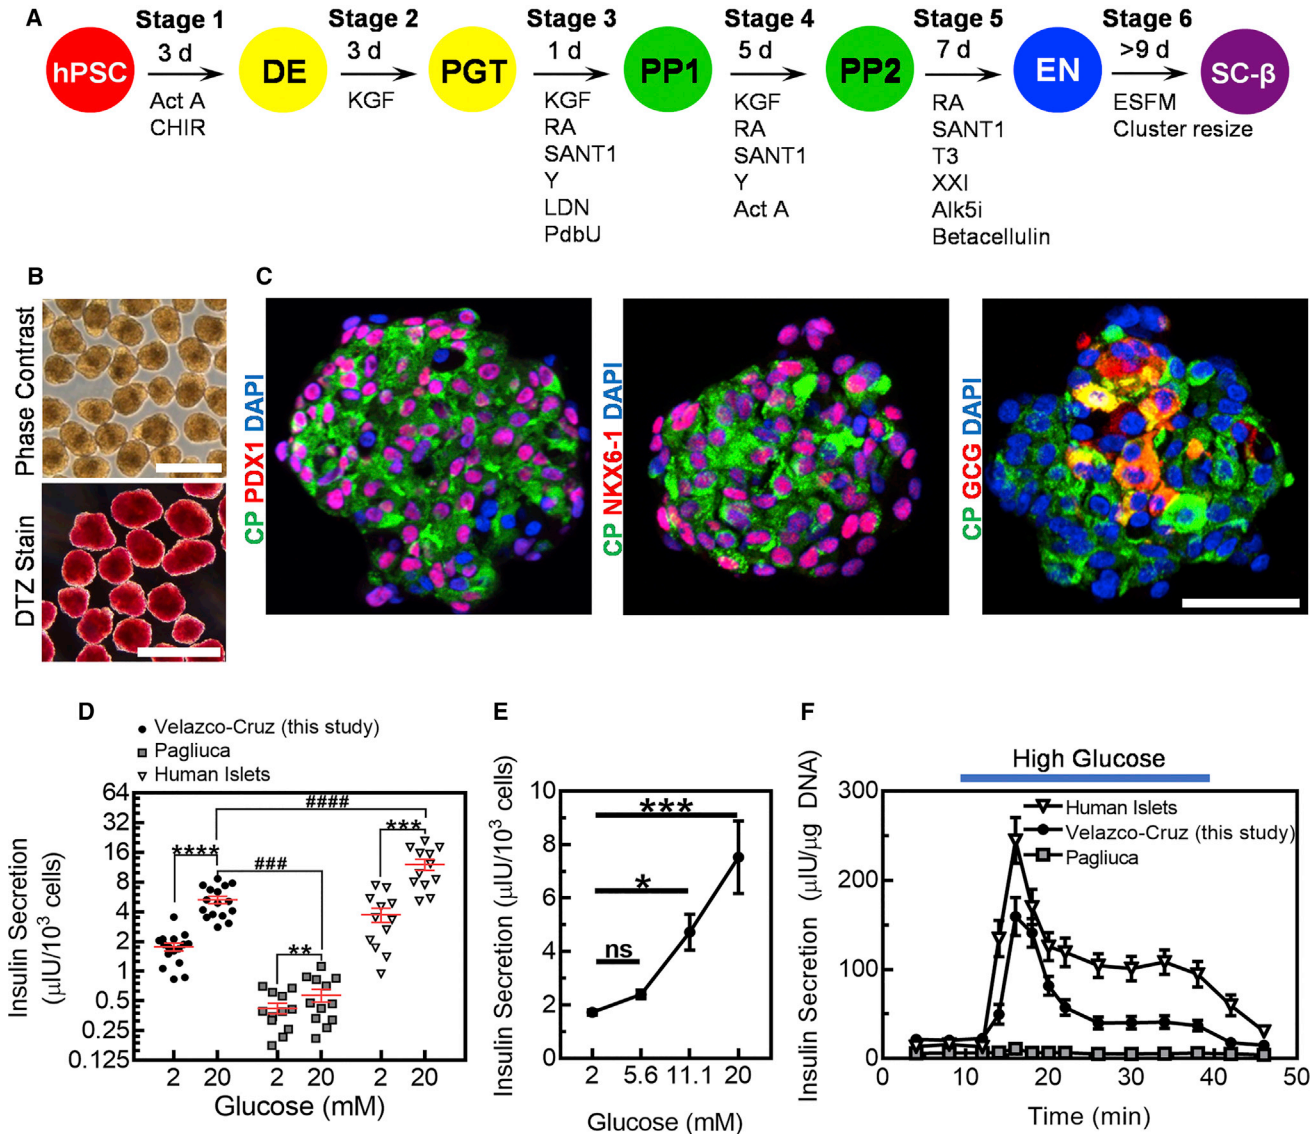 A
Stage 1
Stage 2
Stage 3
Stage 4
Stage 5
Stage 6
hPSC
3 d
DE
3 d
PGT
1 d
PP1
5 d
PP2
7 d
EN
>9 d
SC-β
Act A
CHIR
KGF
KGF
RA
SANT1
Y
LDN
PdbU
KGF
RA
SANT1
Y
Act A
RA
SANT1
T3
XXI
Alk5i
Betacellulin
ESFM
Cluster resize
B
Phase Contrast
DTZ Stain
C
CP PDX1 DAPI
CP NKX6-1 DAPI
CP GCG DAPI
D
Velazco-Cruz (this study)
Pagliuca
Human Islets
Insulin Secretion
(µIU/10³ cells)
64
32
16
8
4
2
1
0.5
0.25
0.125
####
****
###
**
***
2 20 2 20 2 20
Glucose (mM)
E
Insulin Secretion (µIU/10³ cells)
10
8
6
4
2
0
***
*
ns
2 5.6 11.1 20
Glucose (mM)
F
High Glucose
Insulin Secretion (µIU/µg DNA)
300
200
100
0
Human Islets
Velazco-Cruz (this study)
Pagliuca
0 10 20 30 40 50
Time (min)